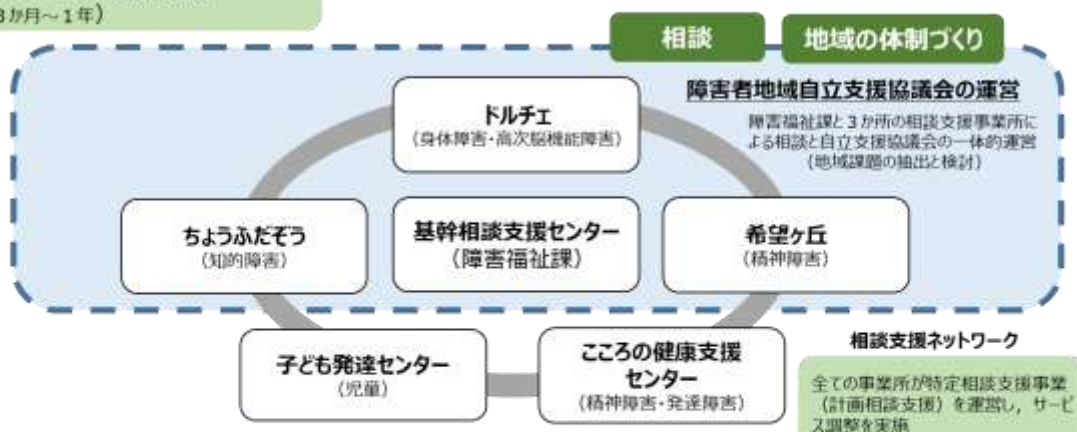 3か月～1年）
相談
地域の体制づくり
障害者地域自立支援協議会の運営
障害福祉課と3か所の相談支援事業所に
よる相談と自立支援協議会の一体的運営
（地域課題の抽出と検討）
ドルチェ
（身体障害・高次脳機能障害）
ちょうふだぞう
（知的障害）
基幹相談支援センター
（障害福祉課）
希望ヶ丘
（精神障害）
子ども発達センター
（児童）
こころの健康支援
センター
（精神障害・発達障害）
相談支援ネットワーク
全ての事業所が特定相談支援事業
（計画相談支援）を運営し，サービ
ス調整を実施